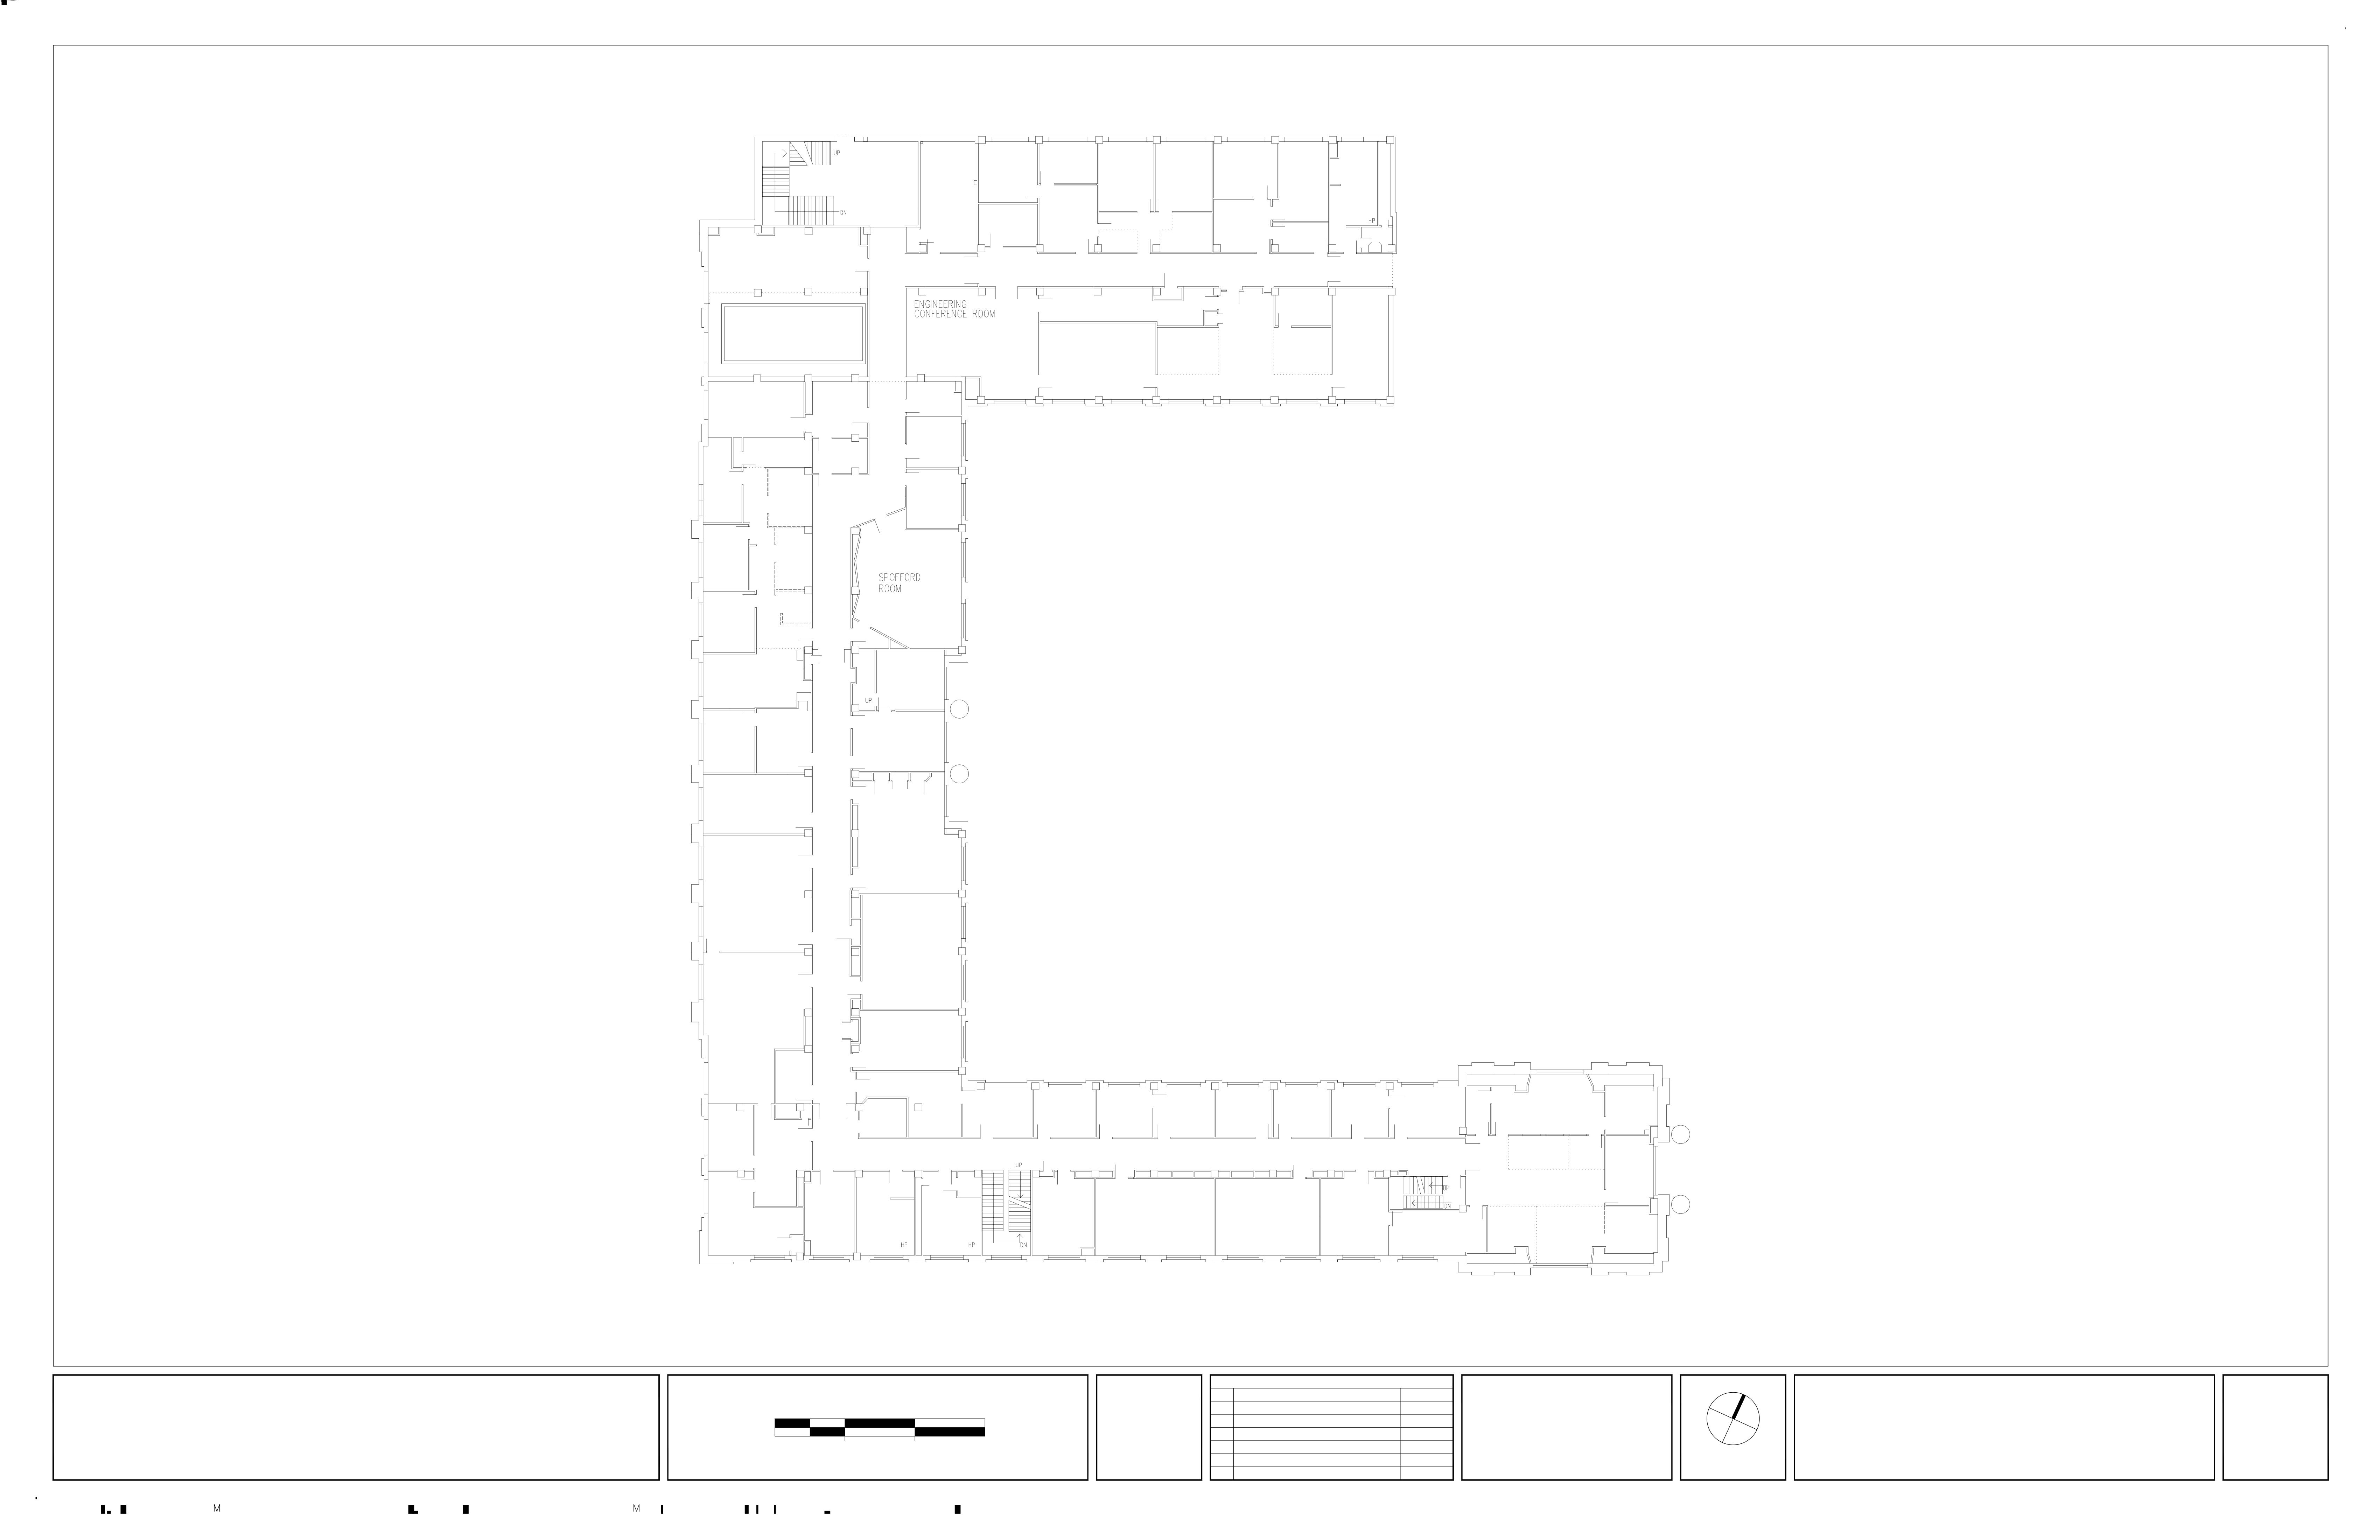 UP
DN
HP
ENGINEERING
CONFERENCE ROOM
SPOFFORD
ROOM
UP
UP
UP
DN
HP
HP
DN
M
M